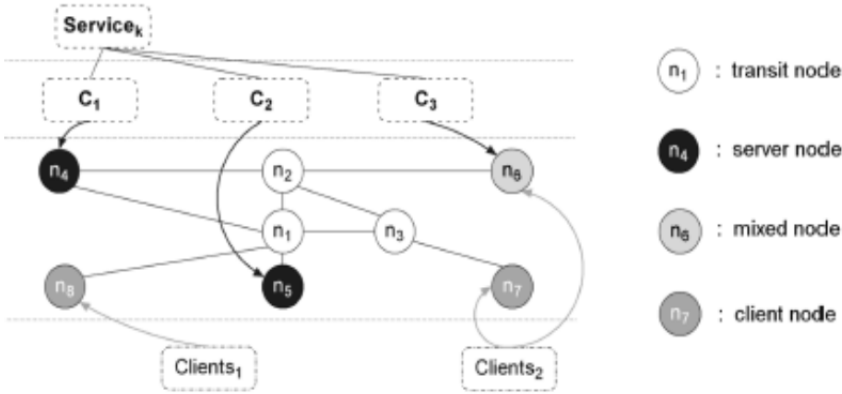 Serviceₖ
C₁ C₂ C₃
n₄ n₂ n₆
n₁ n₃
n₈ n₅ n₇
Clients₁ Clients₂
n₁ : transit node
n₄ : server node
n₆ : mixed node
n₇ : client node